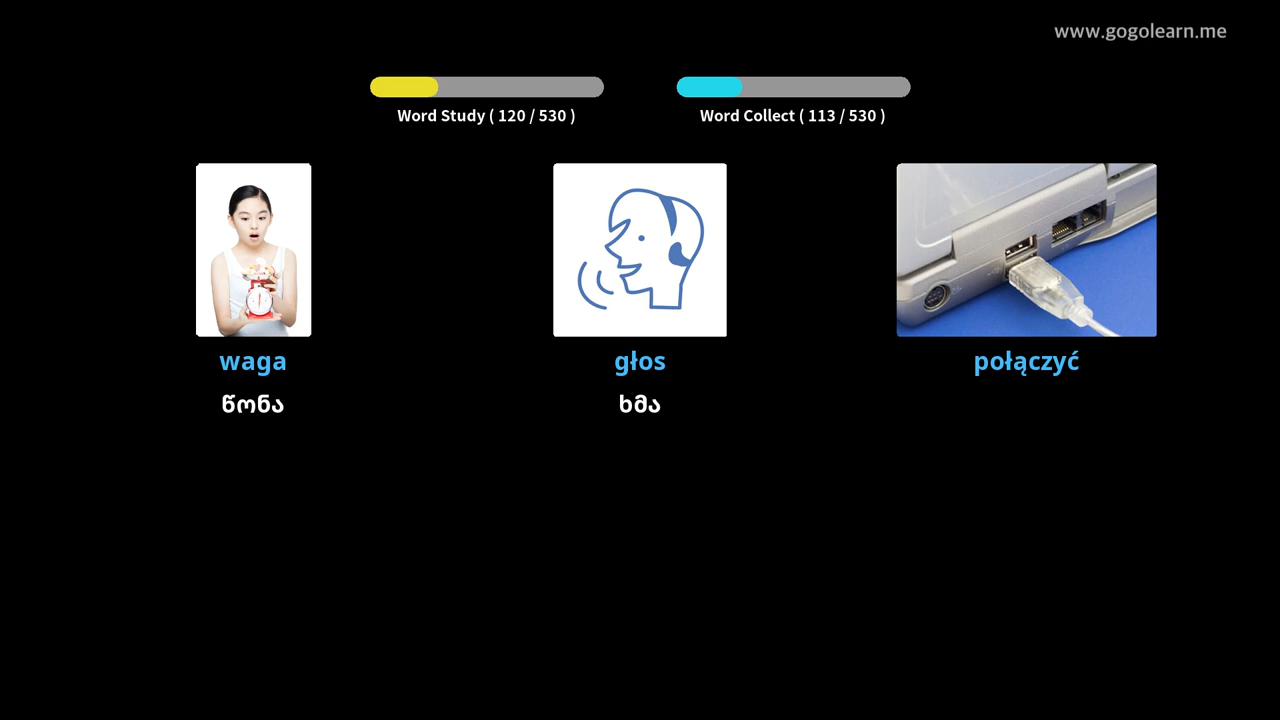 www.gogolearn.me
Word Study ( 120 / 530 )
Word Collect ( 113 / 530 )
waga
წონა
głos
ხმა
połączyć